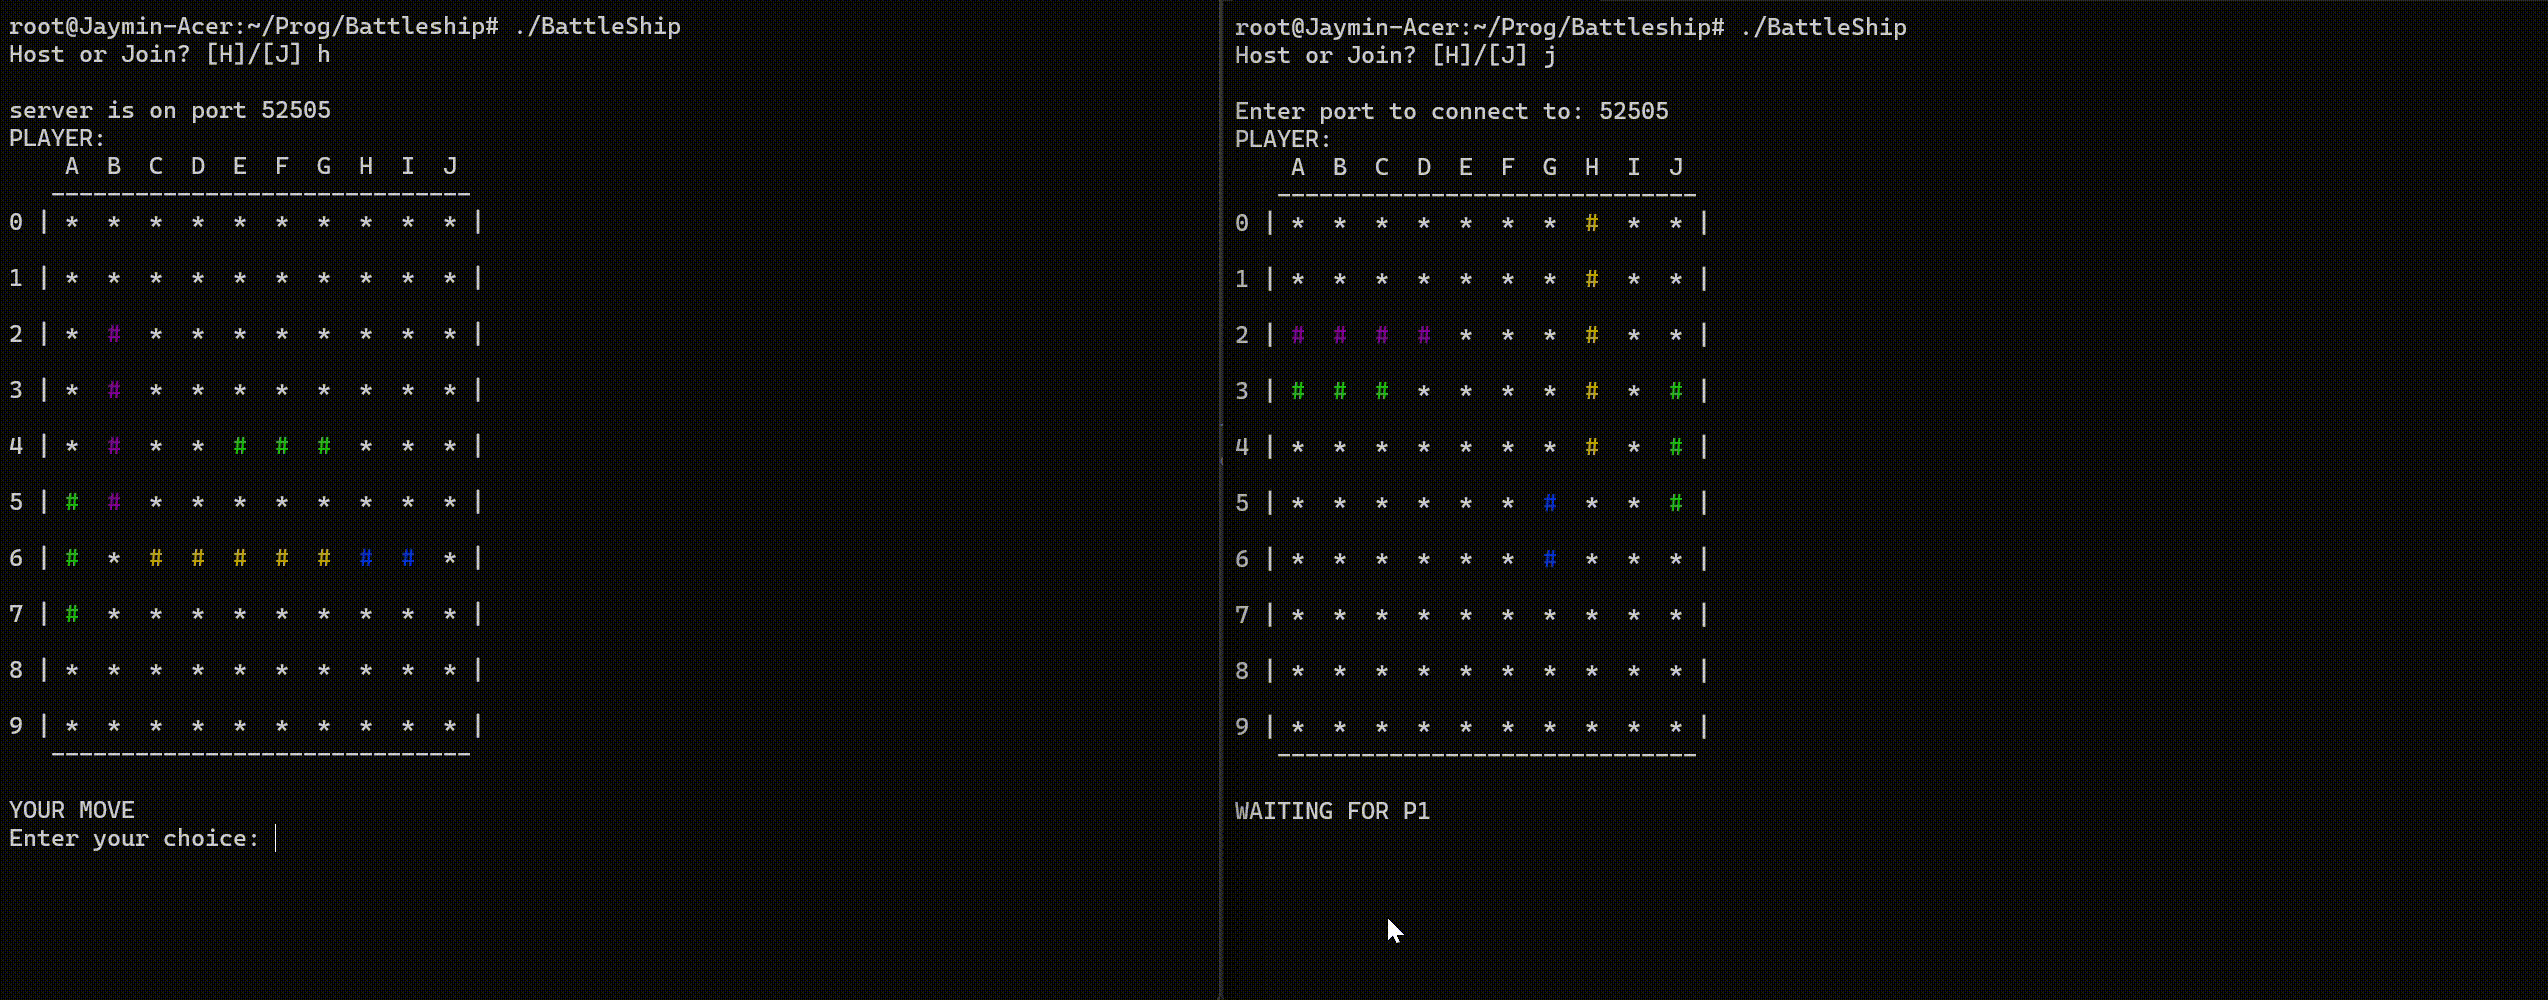 root@Jaymin-Acer:~/Prog/Battleship# ./BattleShip
Host or Join? [H]/[J] h

server is on port 52505
PLAYER:
    A  B  C  D  E  F  G  H  I  J
   ------------------------------
0 | *  *  *  *  *  *  *  *  *  * |
1 | *  *  *  *  *  *  *  *  *  * |
2 | *  #  *  *  *  *  *  *  *  * |
3 | *  #  *  *  *  *  *  *  *  * |
4 | *  #  *  *  #  #  #  *  *  * |
5 | #  #  *  *  *  *  *  *  *  * |
6 | #  *  #  #  #  #  #  #  #  * |
7 | #  *  *  *  *  *  *  *  *  * |
8 | *  *  *  *  *  *  *  *  *  * |
9 | *  *  *  *  *  *  *  *  *  * |
   ------------------------------

YOUR MOVE
Enter your choice:
root@Jaymin-Acer:~/Prog/Battleship# ./BattleShip
Host or Join? [H]/[J] j

Enter port to connect to: 52505
PLAYER:
    A  B  C  D  E  F  G  H  I  J
   ------------------------------
0 | *  *  *  *  *  *  *  #  *  * |
1 | *  *  *  *  *  *  *  #  *  * |
2 | #  #  #  #  *  *  *  #  *  * |
3 | #  #  #  *  *  *  *  #  *  # |
4 | *  *  *  *  *  *  *  #  *  # |
5 | *  *  *  *  *  *  #  *  *  # |
6 | *  *  *  *  *  *  #  *  *  * |
7 | *  *  *  *  *  *  *  *  *  * |
8 | *  *  *  *  *  *  *  *  *  * |
9 | *  *  *  *  *  *  *  *  *  * |
   ------------------------------

WAITING FOR P1